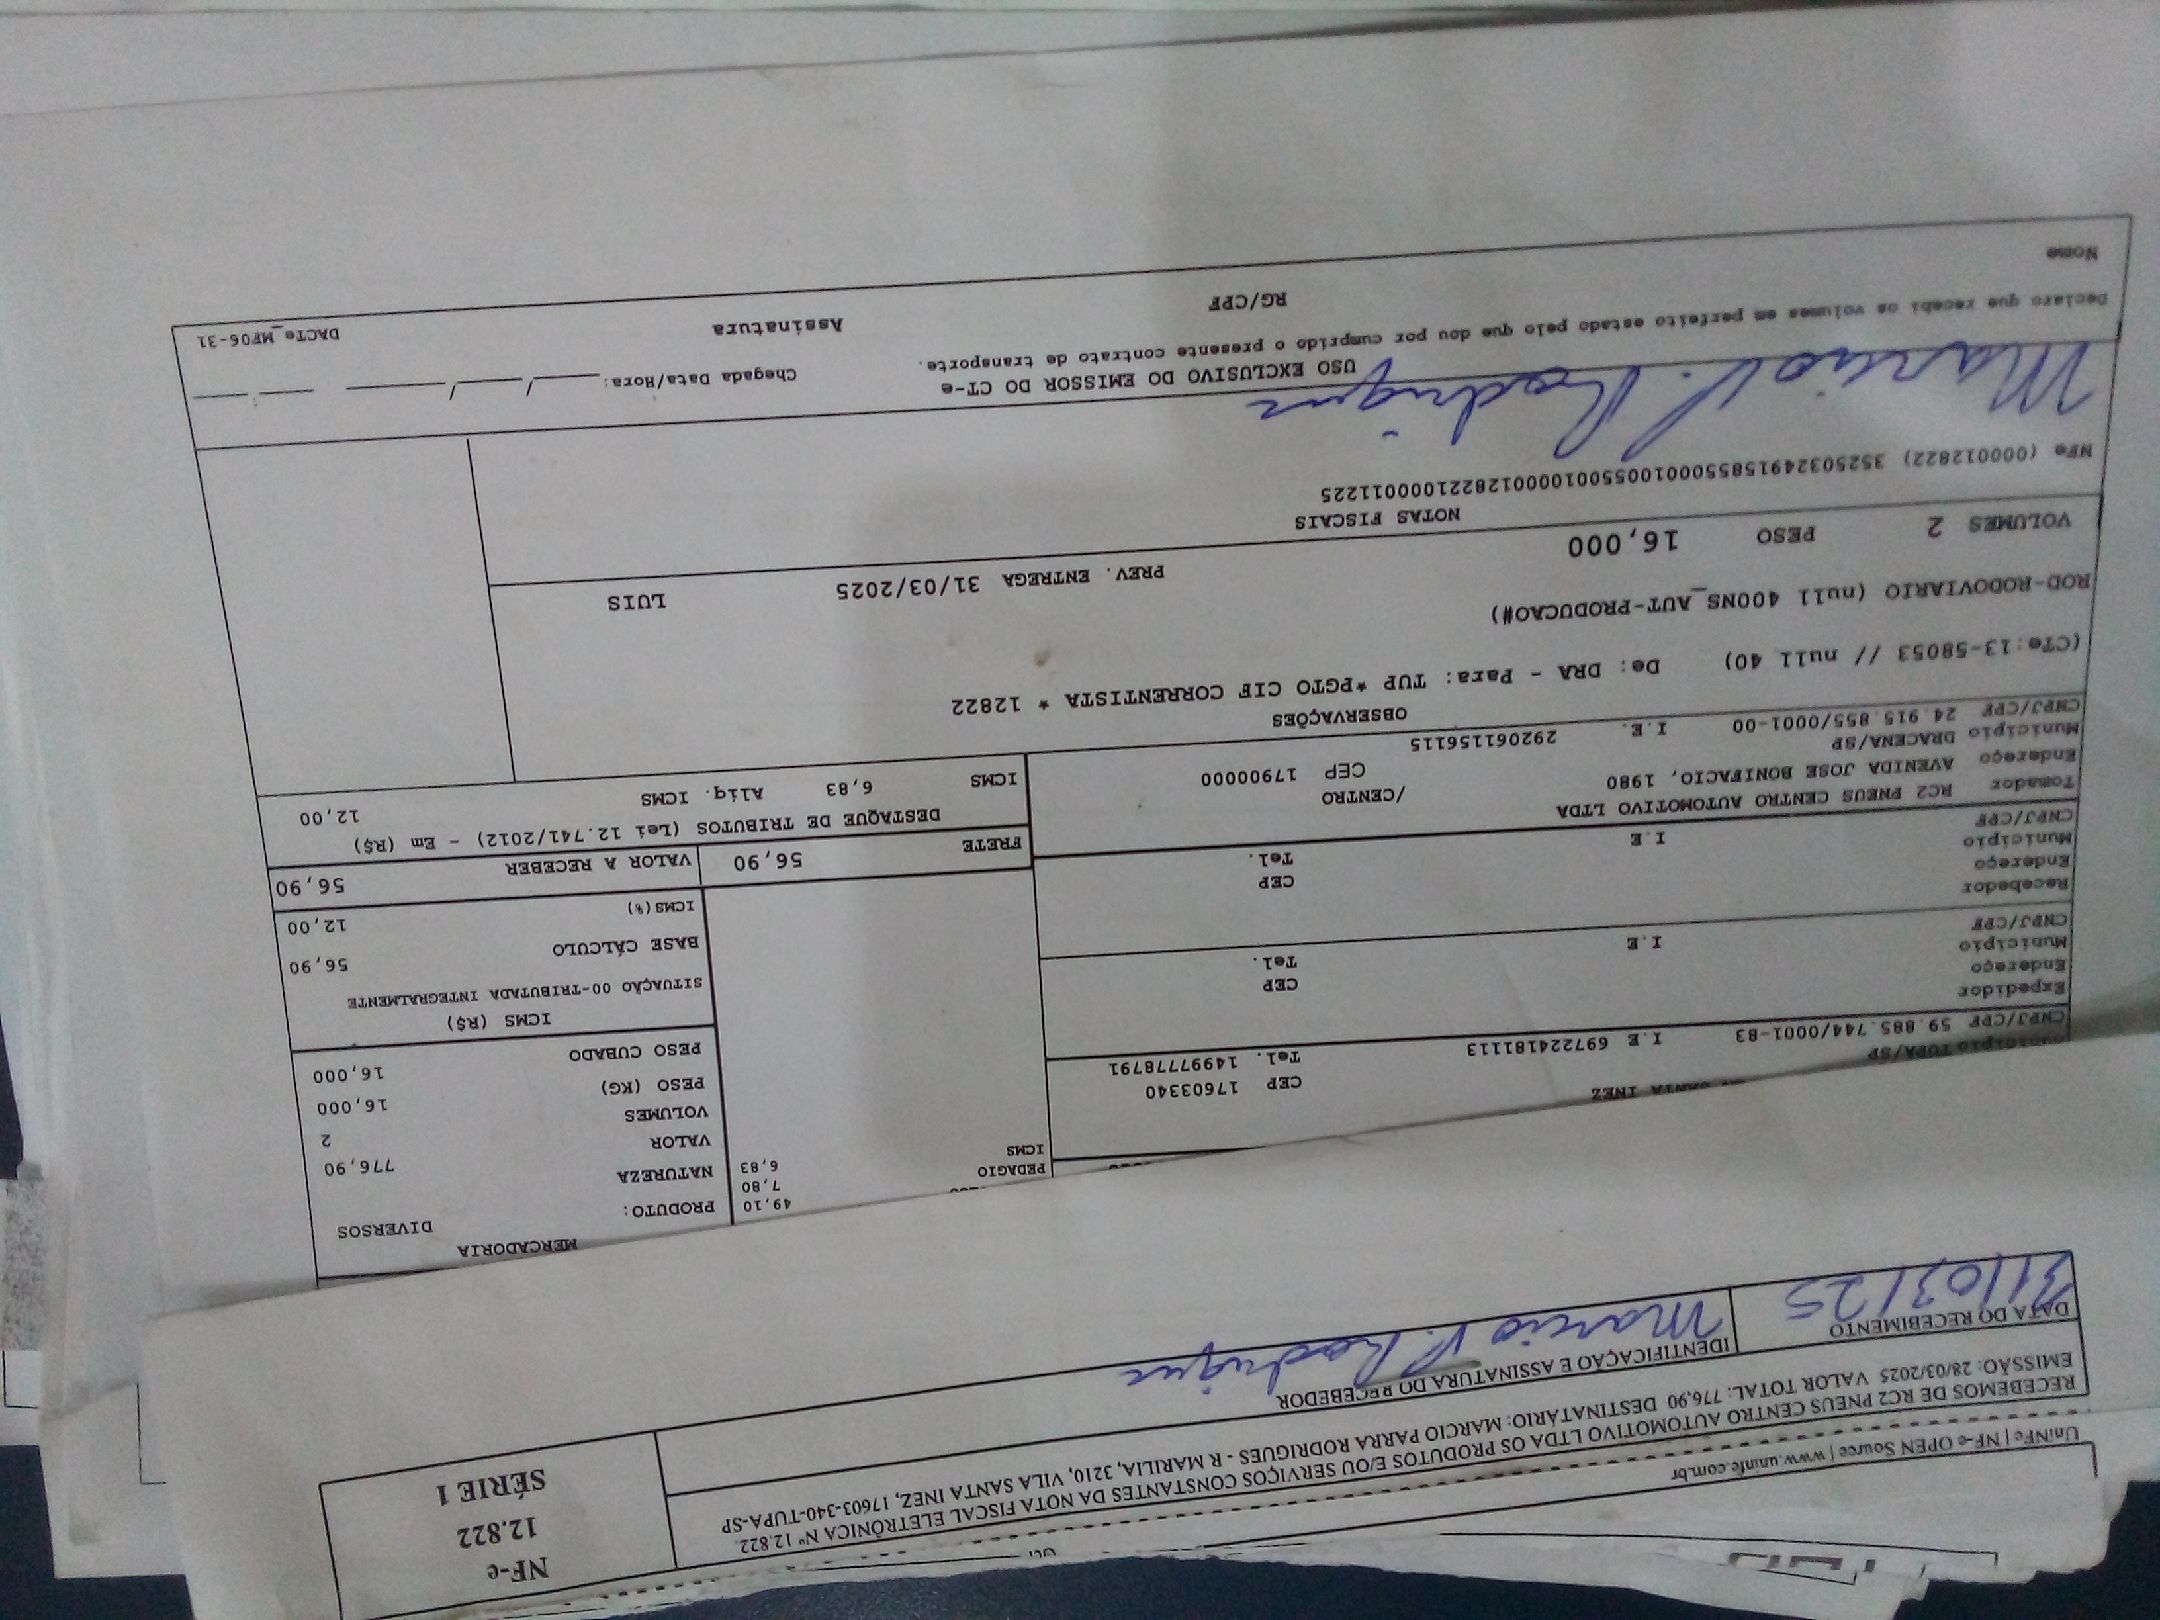 UniNFe | NF-e OPEN Source | www.uninfe.com.br
RECEBEMOS DE RC2 PNEUS CENTRO AUTOMOTIVO LTDA OS PRODUTOS E/OU SERVIÇOS CONSTANTES DA NOTA FISCAL ELETRÔNICA Nº 12.822
EMISSÃO: 28/03/2025 VALOR TOTAL: 776,90 DESTINATÁRIO: MARCIO PARRA RODRIGUES - R MARILIA, 3210, VILA SANTA INEZ, 17603-340-TUPA-SP
NF-e
12.822
SÉRIE 1
DATA DO RECEBIMENTO
31/03/25
IDENTIFICAÇÃO E ASSINATURA DO RECEBEDOR
Marcio P. Rodrigues
MERCADORIA
PRODUTO: DIVERSOS
NATUREZA
VALOR 776,90
VOLUMES 2
PESO (KG) 16,000
PESO CUBADO 16,000
49,10
PEDAGIO 7,80
ICMS 6,83
SANTA INEZ
CEP 17603340
TUPA/SP
Tel. 1499778791
CNPJ/CPF 59.885.744/0001-83 I.E 697224181113
Expedidor
Endereço CEP
Município Tel.
CNPJ/CPF I.E
Recebedor
Endereço CEP
Município Tel.
CNPJ/CPF I.E
ICMS (R$)
SITUAÇÃO 00-TRIBUTADA INTEGRALMENTE
BASE CÁLCULO 56,90
ICMS(%) 12,00
FRETE 56,90 VALOR A RECEBER 56,90
DESTAQUE DE TRIBUTOS (Lei 12.741/2012) - Em (R$)
ICMS 6,83 Alíq. ICMS 12,00
Tomador RC2 PNEUS CENTRO AUTOMOTIVO LTDA
Endereço AVENIDA JOSE BONIFACIO, 1980 /CENTRO
Município DRACENA/SP CEP 17900000
CNPJ/CPF 24.915.855/0001-00 I.E. 292061156115
OBSERVAÇÕES
(CTe:13-58053 // null 40) De: DRA - Para: TUP *PGTO CIF CORRENTISTA * 12822
ROD-RODOVIARIO (null 400NS_AUT-PRODUCAO#)
VOLUMES 2 PESO 16,000 PREV. ENTREGA 31/03/2025 LUIS
NOTAS FISCAIS
NFe (000012822) 35250324915855000100550010000128221000011225
Marcio P. Rodrigues
USO EXCLUSIVO DO EMISSOR DO CT-e
Declaro que recebi os volumes em perfeito estado pelo que dou por cumprido o presente contrato de transporte.
Chegada Data/Hora: ____/____/______ ___:___
Nome RG/CPF Assinatura DACTe_MF06-31